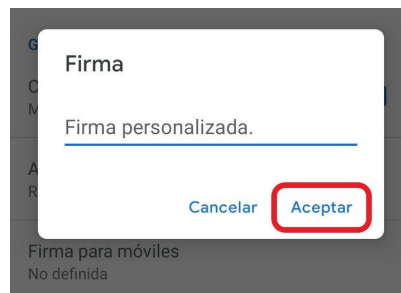 G
Firma
C
M
Firma personalizada.
A
R
Cancelar Aceptar
Firma para móviles
No definida